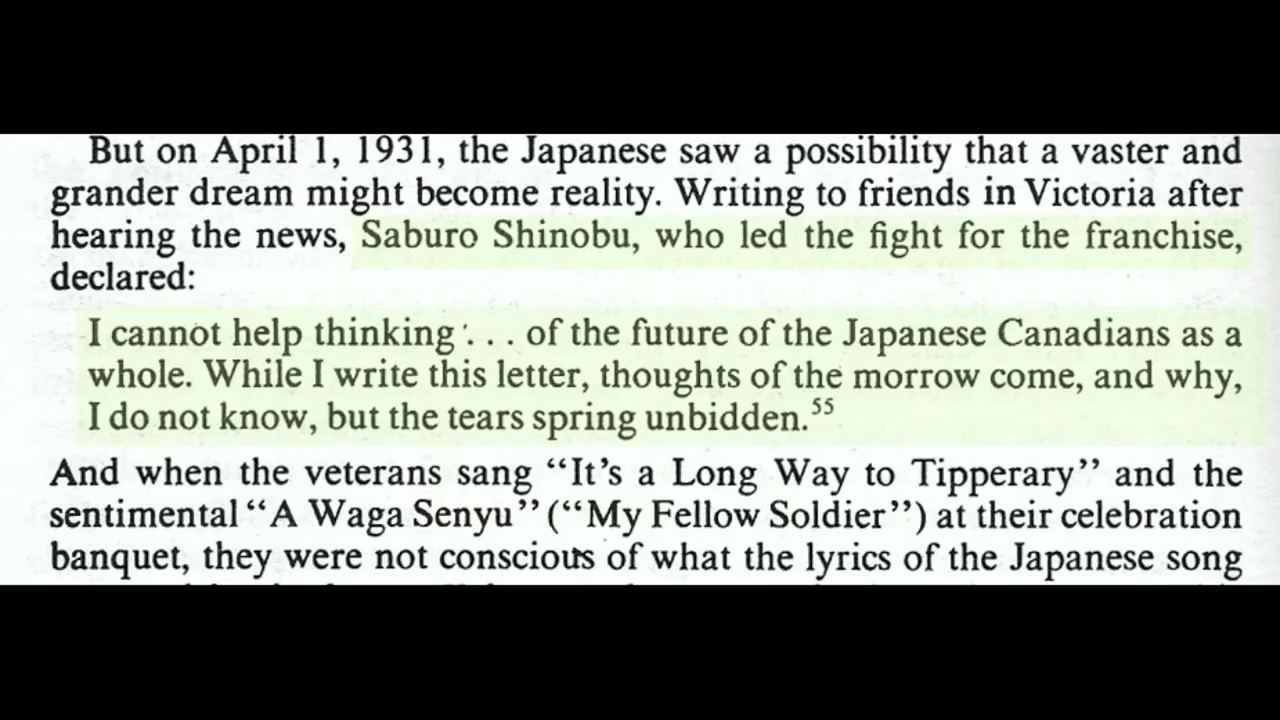 But on April 1, 1931, the Japanese saw a possibility that a vaster and
grander dream might become reality. Writing to friends in Victoria after
hearing the news, Saburo Shinobu, who led the fight for the franchise,
declared:
I cannot help thinking . . . of the future of the Japanese Canadians as a
whole. While I write this letter, thoughts of the morrow come, and why,
I do not know, but the tears spring unbidden.55
And when the veterans sang “It's a Long Way to Tipperary” and the
sentimental “A Waga Senyu” (“My Fellow Soldier”) at their celebration
banquet, they were not conscious of what the lyrics of the Japanese song